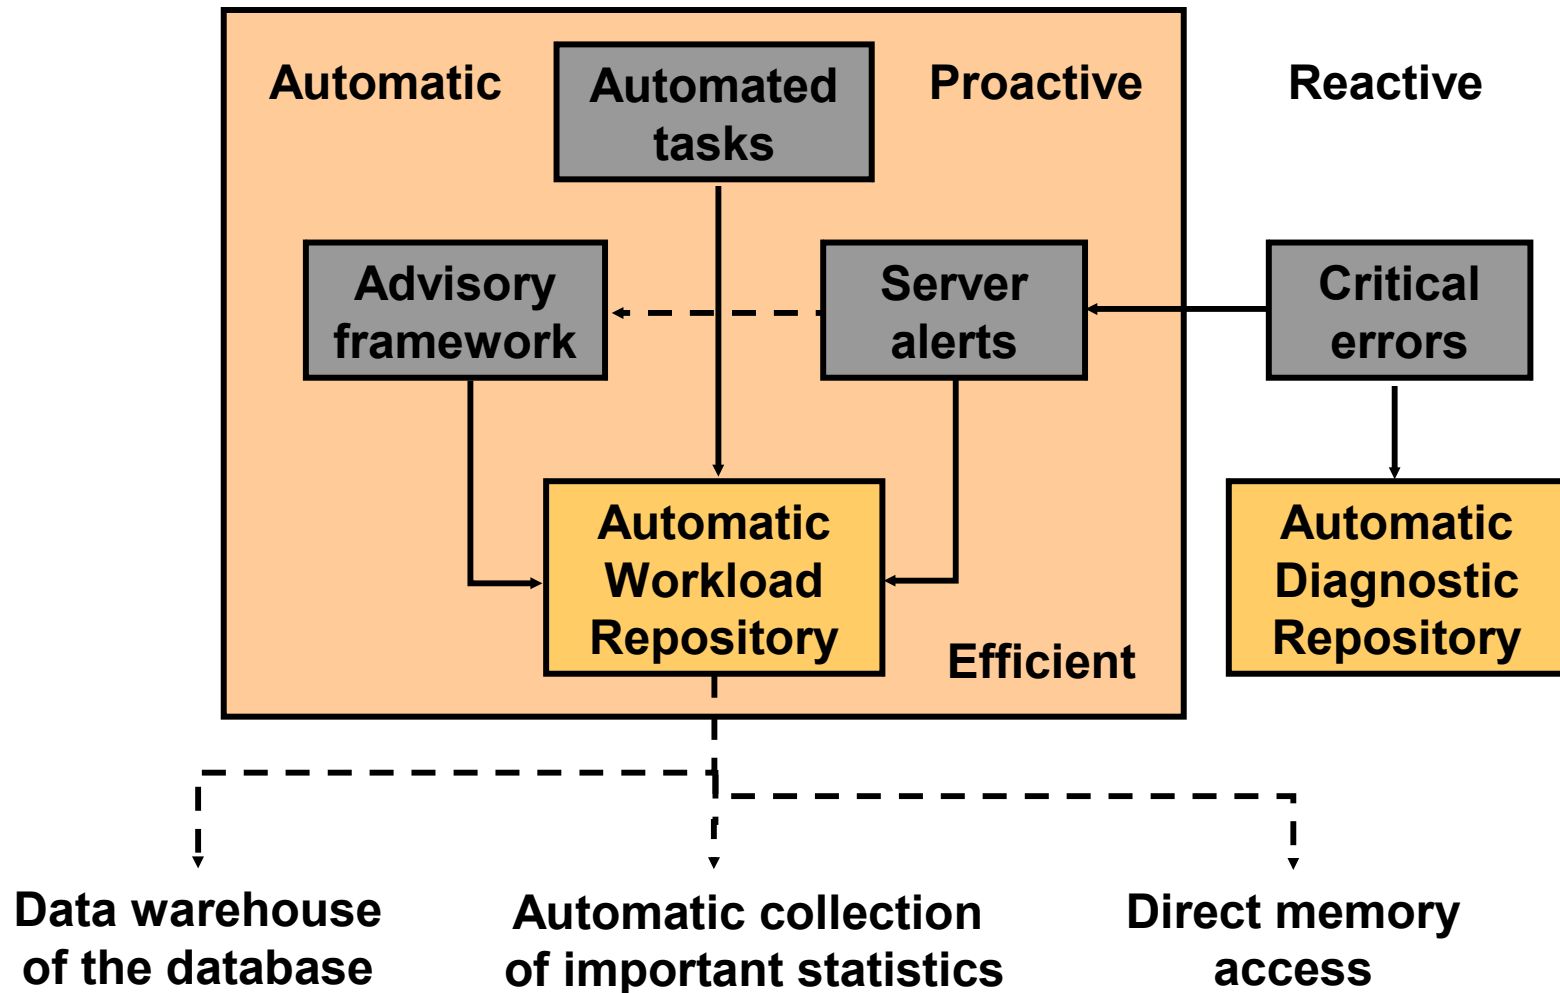 Automatic
Automated
tasks
Proactive
Reactive
Advisory
framework
Server
alerts
Critical
errors
Automatic
Workload
Repository
Automatic
Diagnostic
Repository
Efficient
Data warehouse
of the database
Automatic collection
of important statistics
Direct memory
access